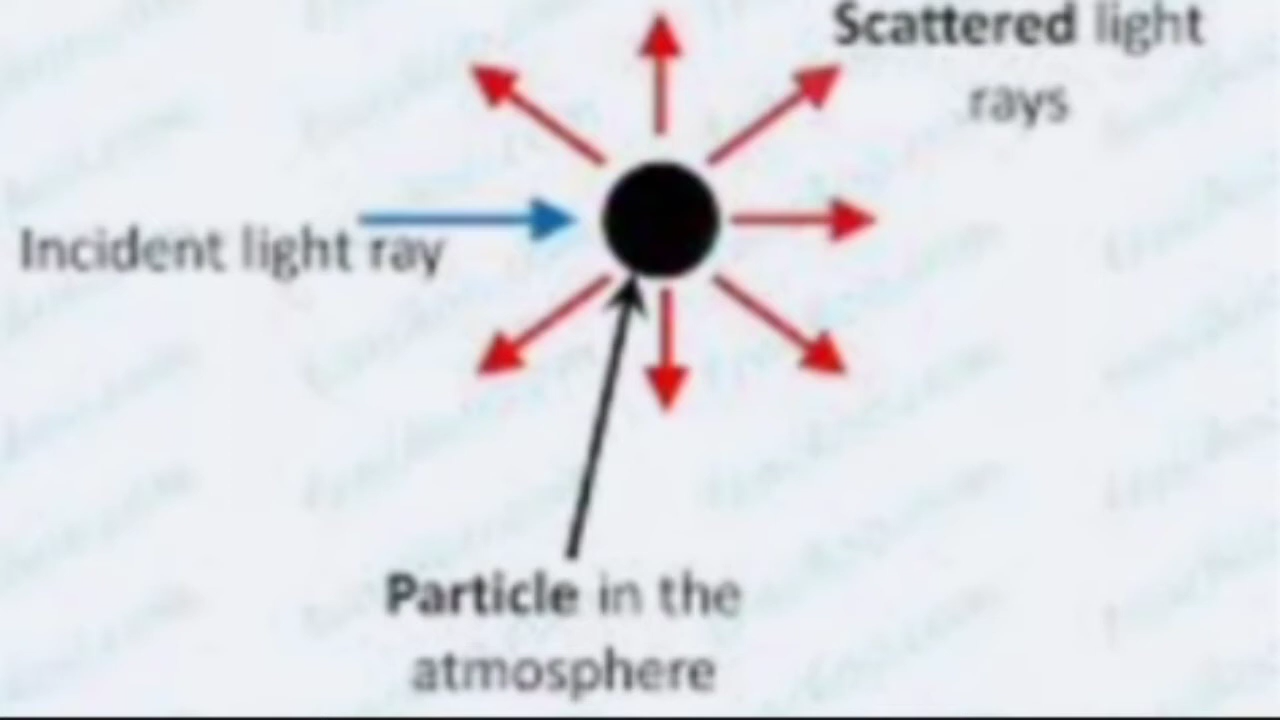 Scattered light
rays
Incident light ray
Particle in the
atmosphere